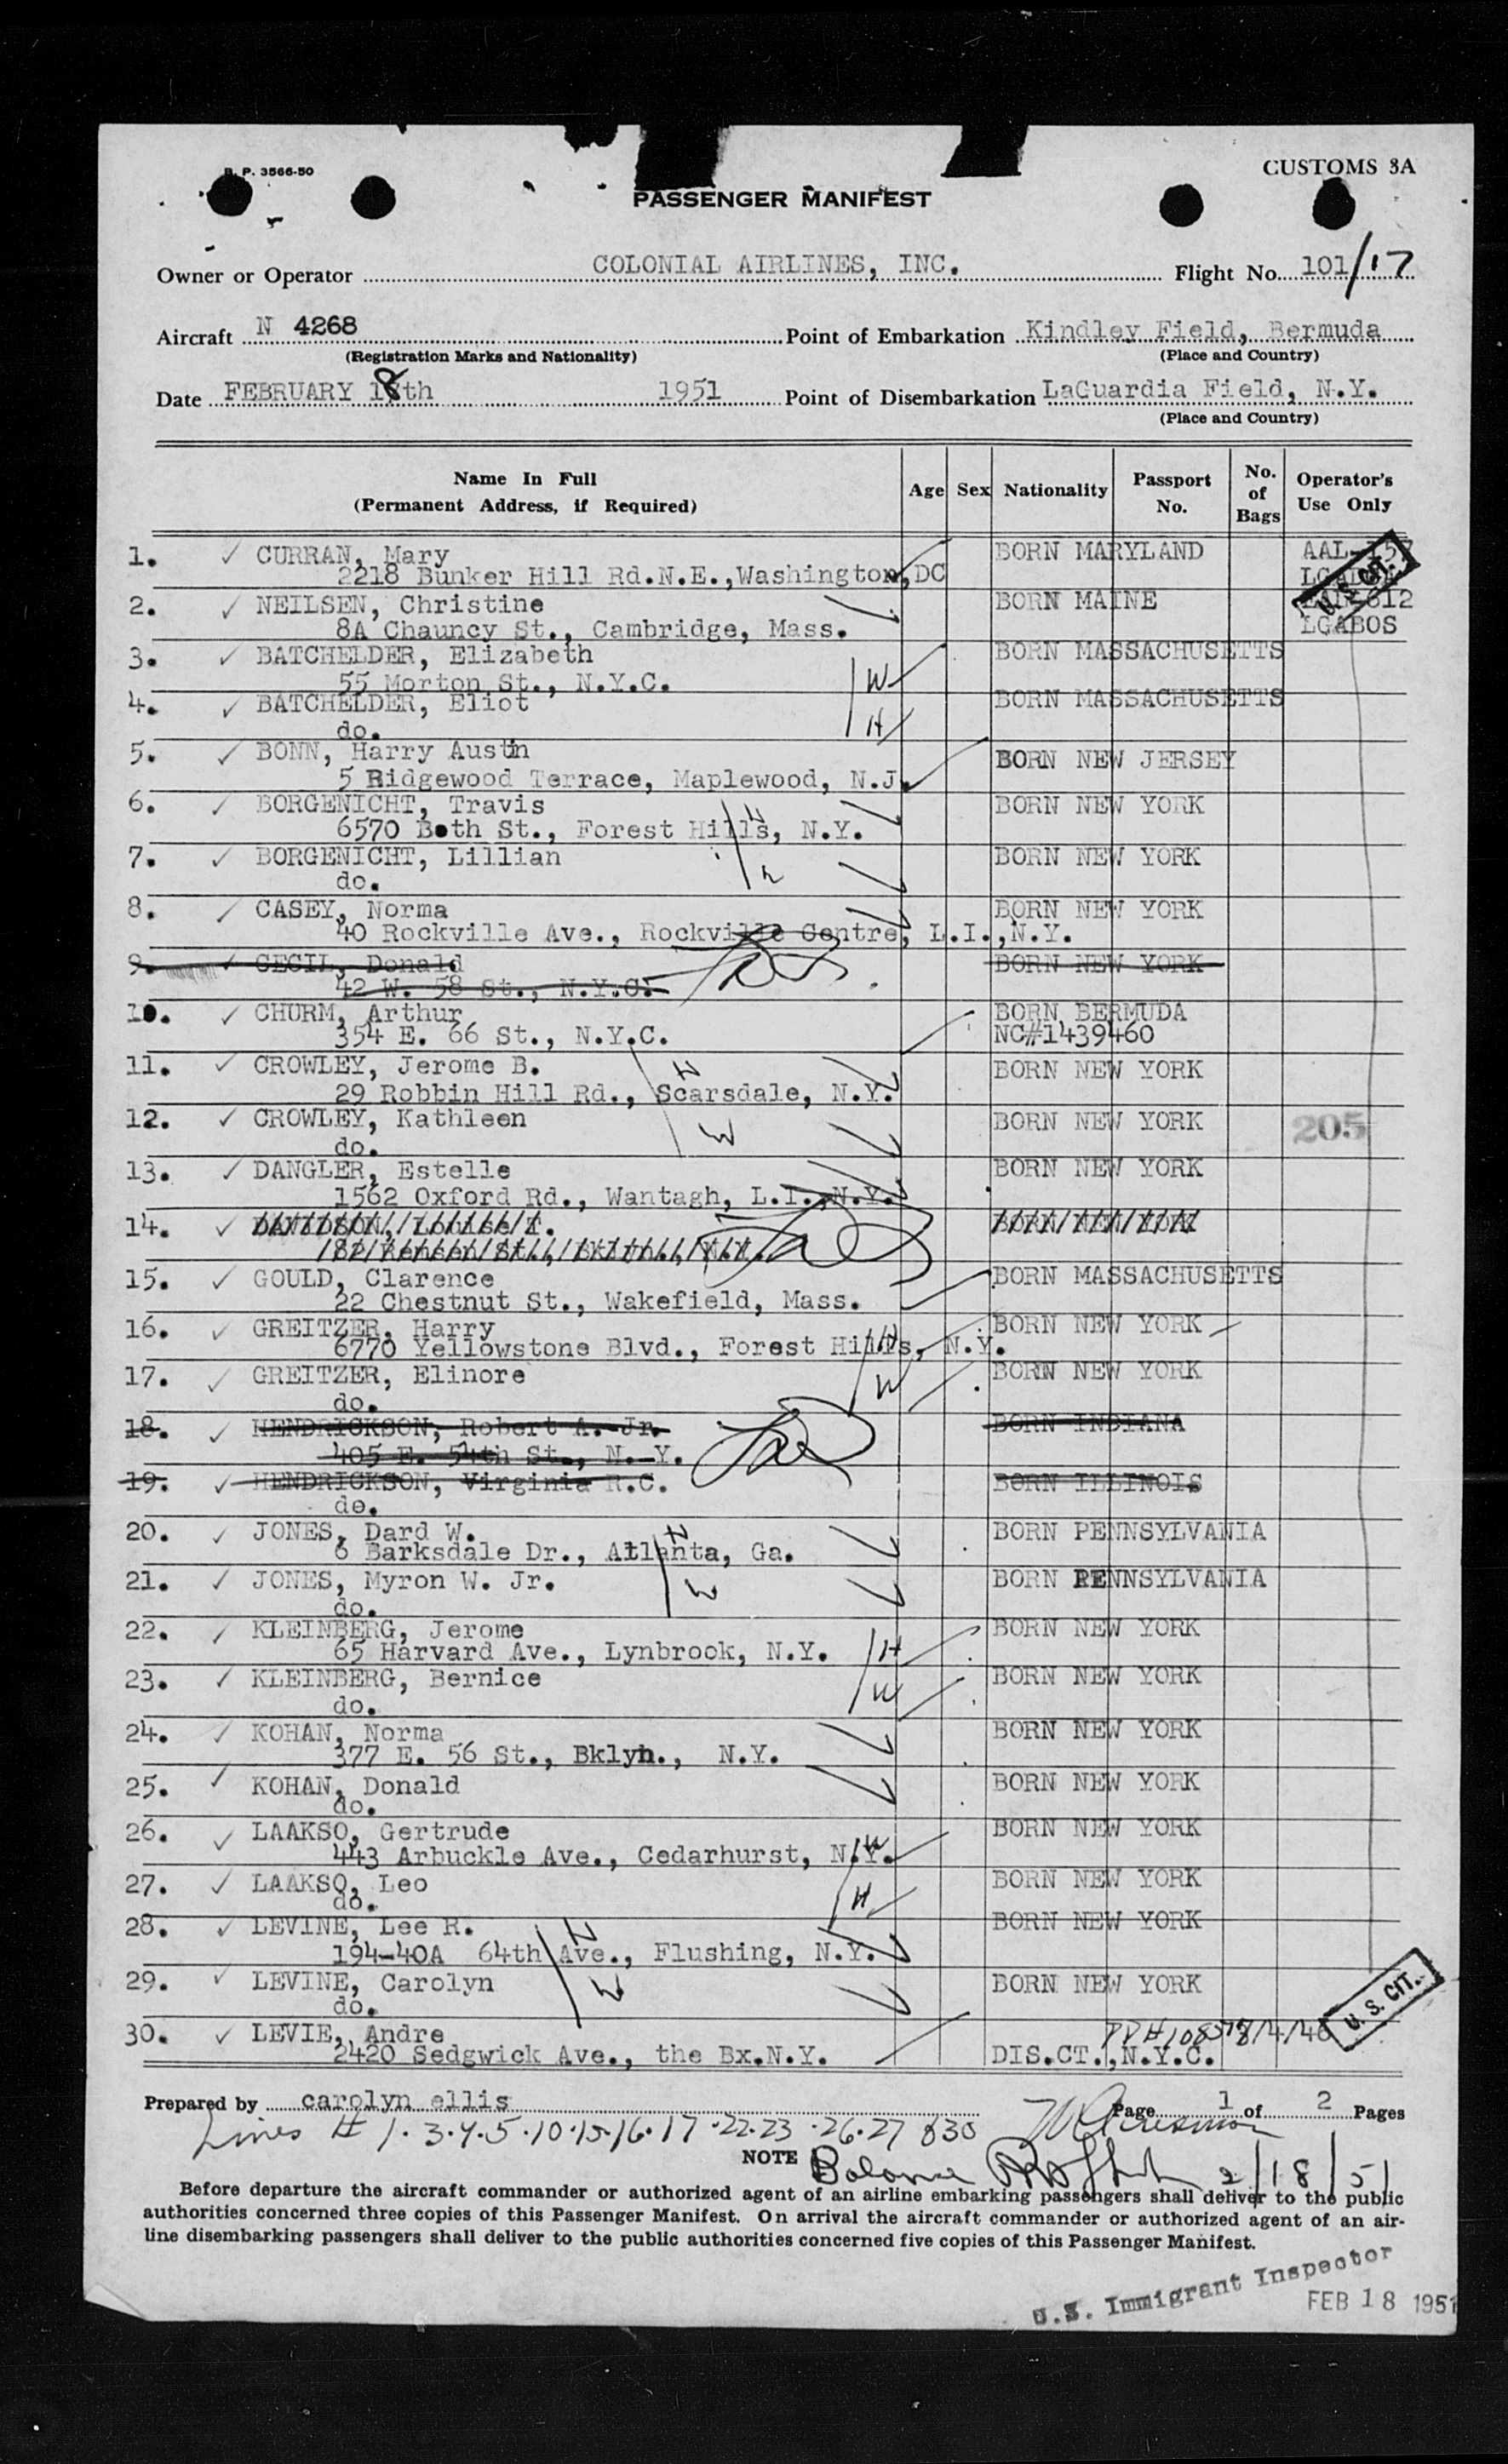 B. P. 3566-50
CUSTOMS 3A
PASSENGER MANIFEST
Owner or Operator COLONIAL AIRLINES, INC. Flight No. 101/17
Aircraft N 4268 Point of Embarkation Kindley Field, Bermuda
(Registration Marks and Nationality) (Place and Country)
Date FEBRUARY 18th 1951 Point of Disembarkation LaGuardia Field, N.Y.
(Place and Country)
Name In Full (Permanent Address, if Required) Age Sex Nationality Passport No. No. of Bags Operator's Use Only
1. CURRAN, Mary BORN MARYLAND AAL-157
2218 Bunker Hill Rd.N.E.,Washington,DC
U. S. CIT.
2. NEILSEN, Christine BORN MAINE
8A Chauncy St., Cambridge, Mass. LGABOS
3. BATCHELDER, Elizabeth BORN MASSACHUSETTS
55 Morton St., N.Y.C. W
4. BATCHELDER, Eliot BORN MASSACHUSETTS
do. H
5. BONN, Harry Austin BORN NEW JERSEY
5 Ridgewood Terrace, Maplewood, N.J.
6. BORGENICHT, Travis BORN NEW YORK
6570 Booth St., Forest Hills, N.Y.
7. BORGENICHT, Lillian BORN NEW YORK
do.
8. CASEY, Norma BORN NEW YORK
40 Rockville Ave., Rockville Centre, L.I.,N.Y.
9. CECIL, Donald BORN NEW YORK
42 W. 58 St., N.Y.C.
10. CHURM, Arthur BORN BERMUDA
354 E. 66 St., N.Y.C. NC#1439460
11. CROWLEY, Jerome B. BORN NEW YORK
29 Robbin Hill Rd., Scarsdale, N.Y.
12. CROWLEY, Kathleen BORN NEW YORK 205
do.
13. DANGLER, Estelle BORN NEW YORK
1562 Oxford Rd., Wantagh, L.I.,N.Y.
14.
15. GOULD, Clarence BORN MASSACHUSETTS
22 Chestnut St., Wakefield, Mass.
16. GREITZER, Harry BORN NEW YORK
6770 Yellowstone Blvd., Forest Hills, N.Y.
17. GREITZER, Elinore BORN NEW YORK
do. W
18. HENDRICKSON, Robert A. Jr. BORN INDIANA
405 E. 54th St., N. Y.
19. HENDRICKSON, Virginia R.C. BORN ILLINOIS
do.
20. JONES, Dard W. BORN PENNSYLVANIA
6 Barksdale Dr., Atlanta, Ga.
21. JONES, Myron W. Jr. BORN PENNSYLVANIA
do.
22. KLEINBERG, Jerome BORN NEW YORK
65 Harvard Ave., Lynbrook, N.Y. H
23. KLEINBERG, Bernice BORN NEW YORK
do. W
24. KOHAN, Norma BORN NEW YORK
377 E. 56 St., Bklyn., N.Y.
25. KOHAN, Donald BORN NEW YORK
do.
26. LAAKSO, Gertrude BORN NEW YORK
443 Arbuckle Ave., Cedarhurst, N.Y. W
27. LAAKSO, Leo BORN NEW YORK
do. H
28. LEVINE, Lee R. BORN NEW YORK
194-40A 64th Ave., Flushing, N.Y.
29. LEVINE, Carolyn BORN NEW YORK
do.
U. S. CIT.
30. LEVIE, Andre
2420 Sedgwick Ave., the Bx.N.Y. DIS.CT.,N.Y.C.
Prepared by carolyn ellis Page 1 of 2 Pages
Lines # 1. 3.4.5.10.15.16.17.22.23.26.27 &30
NOTE 2/18/51
Before departure the aircraft commander or authorized agent of an airline embarking passengers shall deliver to the public
authorities concerned three copies of this Passenger Manifest. On arrival the aircraft commander or authorized agent of an air-
line disembarking passengers shall deliver to the public authorities concerned five copies of this Passenger Manifest.
U.S. Immigrant Inspector
FEB 18 1951